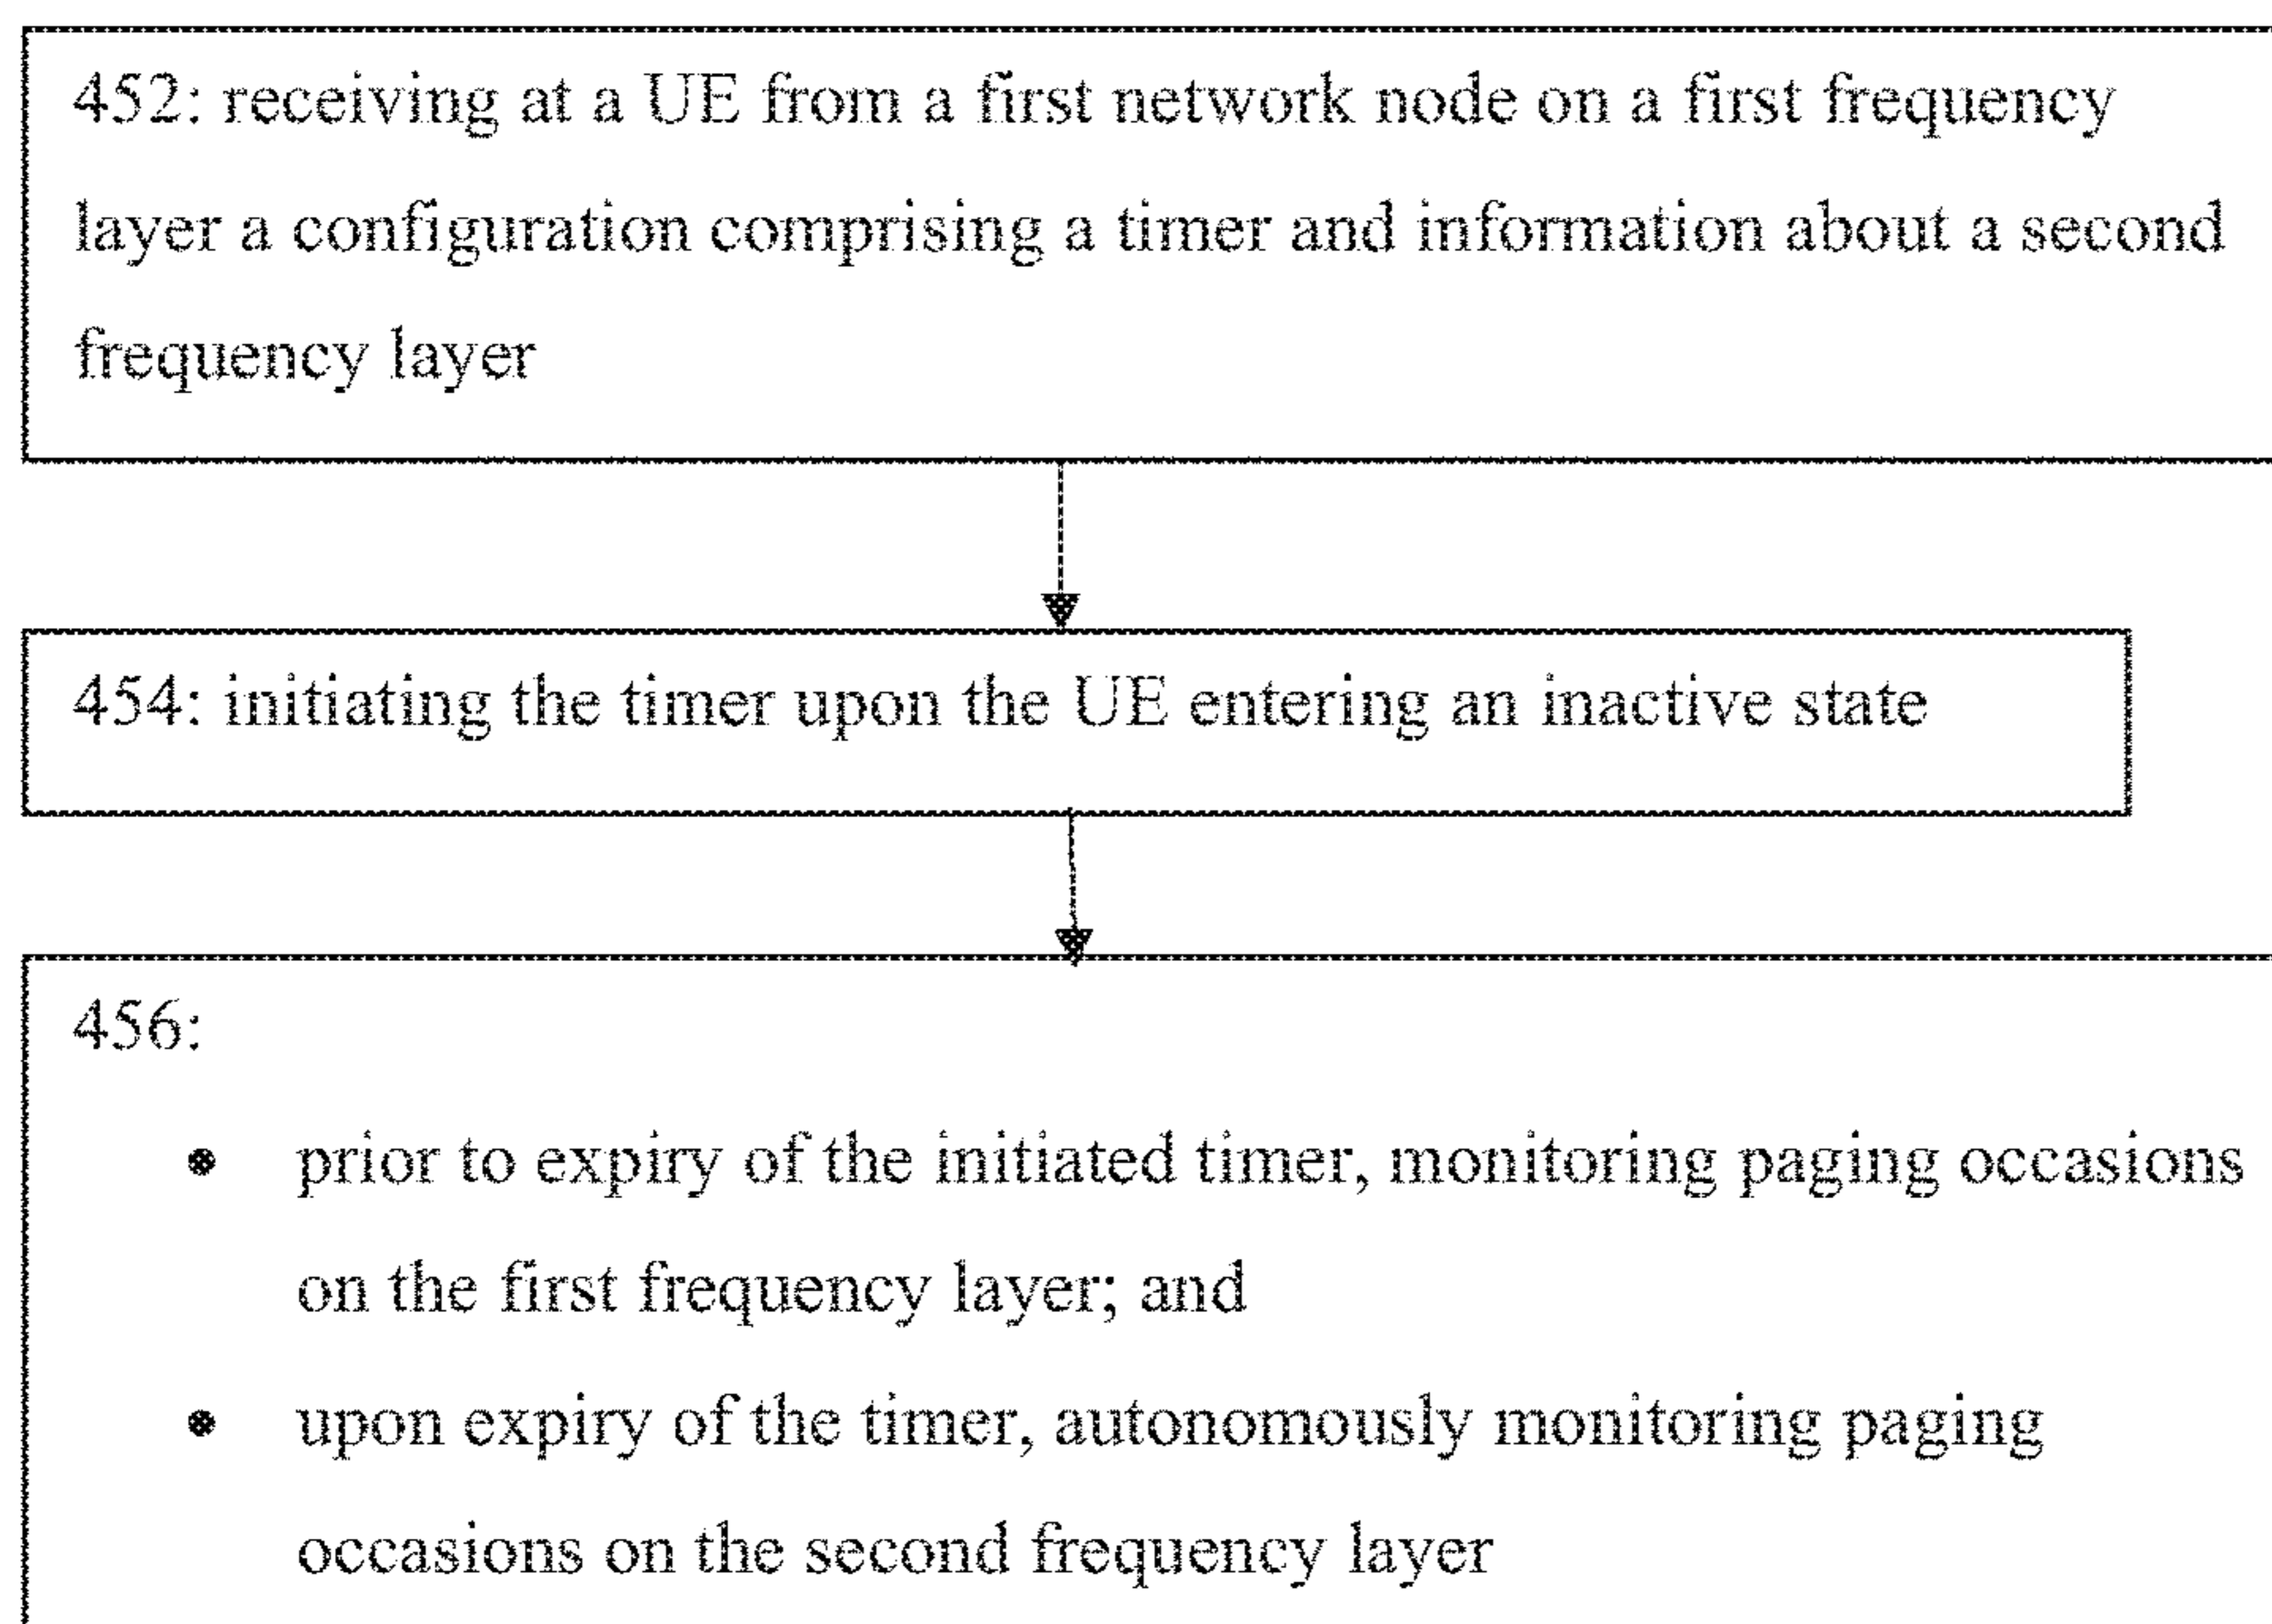 452: receiving at a UE from a first network node on a first frequency
layer a configuration comprising a timer and information about a second
frequency layer
454: initiating the timer upon the UE entering an inactive state
456:
• prior to expiry of the initiated timer, monitoring paging occasions
on the first frequency layer; and
• upon expiry of the timer, autonomously monitoring paging
occasions on the second frequency layer